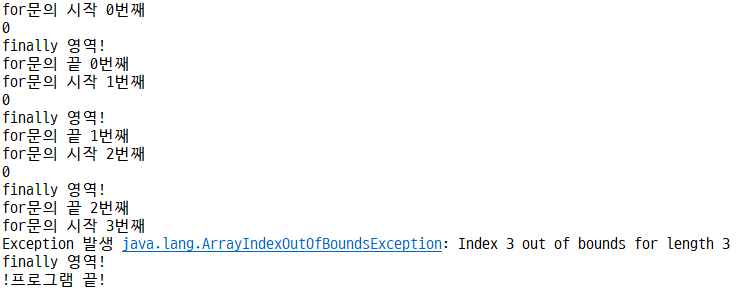 for문의 시작 0번째
0
finally 영역!
for문의 끝 0번째
for문의 시작 1번째
0
finally 영역!
for문의 끝 1번째
for문의 시작 2번째
0
finally 영역!
for문의 끝 2번째
for문의 시작 3번째
Exception 발생 java.lang.ArrayIndexOutOfBoundsException: Index 3 out of bounds for length 3
finally 영역!
!프로그램 끝!